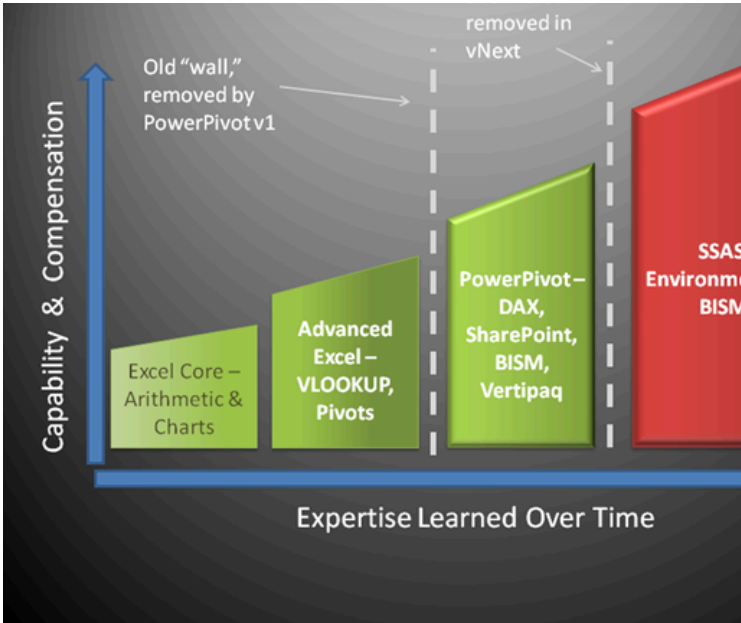 removed in
vNext
Old “wall,”
removed by
PowerPivot v1
Capability & Compensation
Excel Core –
Arithmetic &
Charts
Advanced
Excel –
VLOOKUP,
Pivots
PowerPivot –
DAX,
SharePoint,
BISM,
Vertipaq
SSAS
Environme
BISM
Expertise Learned Over Time